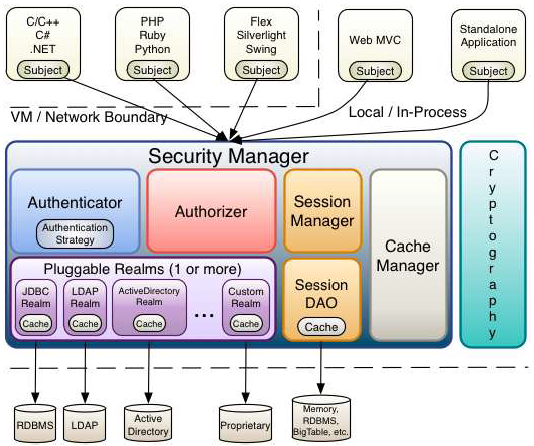 C/C++
C#
.NET
Subject
PHP
Ruby
Python
Subject
Flex
Silverlight
Swing
Subject
Web MVC
Subject
Standalone
Application
Subject
VM / Network Boundary
Local / In-Process
Security Manager
Authenticator
Authentication
Strategy
Authorizer
Session
Manager
Cache
Manager
Cryptography
Pluggable Realms (1 or more)
JDBC
Realm
Cache
LDAP
Realm
Cache
ActiveDirectory
Realm
Cache
...
Custom
Realm
Cache
Session
DAO
Cache
RDBMS
LDAP
Active
Directory
Proprietary
Memory,
RDBMS,
BigTable, etc.